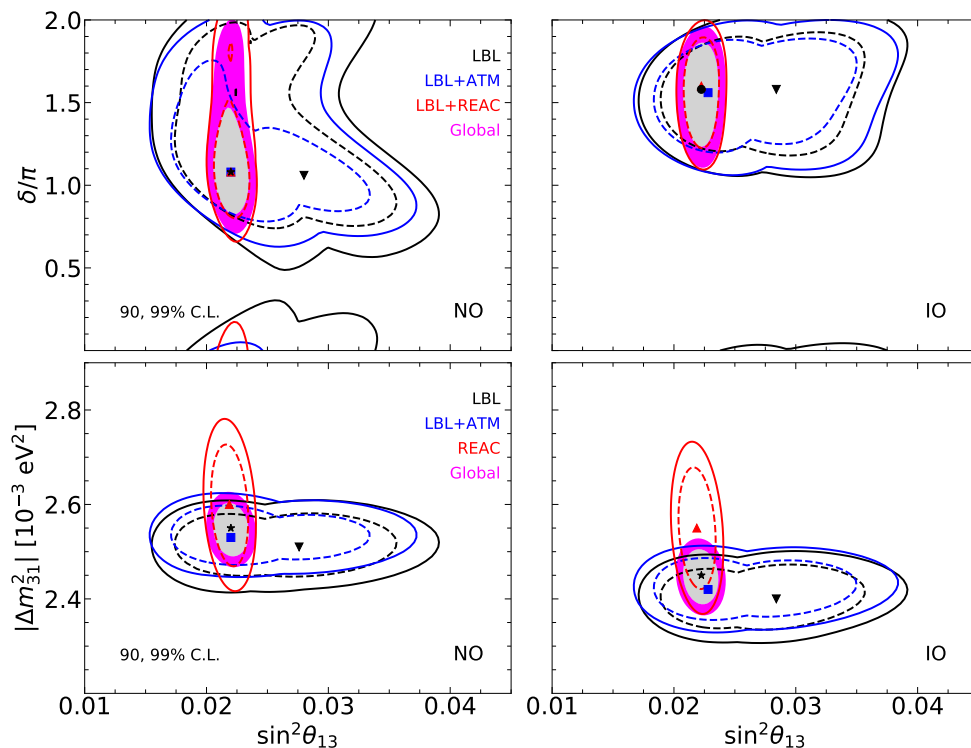 2.0
1.5
1.0
0.5
δ/π
LBL
LBL+ATM
LBL+REAC
Global
90, 99% C.L.
NO
IO
2.8
2.6
2.4
|Δm²₃₁| [10⁻³ eV²]
LBL
LBL+ATM
REAC
Global
90, 99% C.L.
NO
IO
0.01 0.02 0.03 0.04
0.01 0.02 0.03 0.04
sin²θ₁₃
sin²θ₁₃